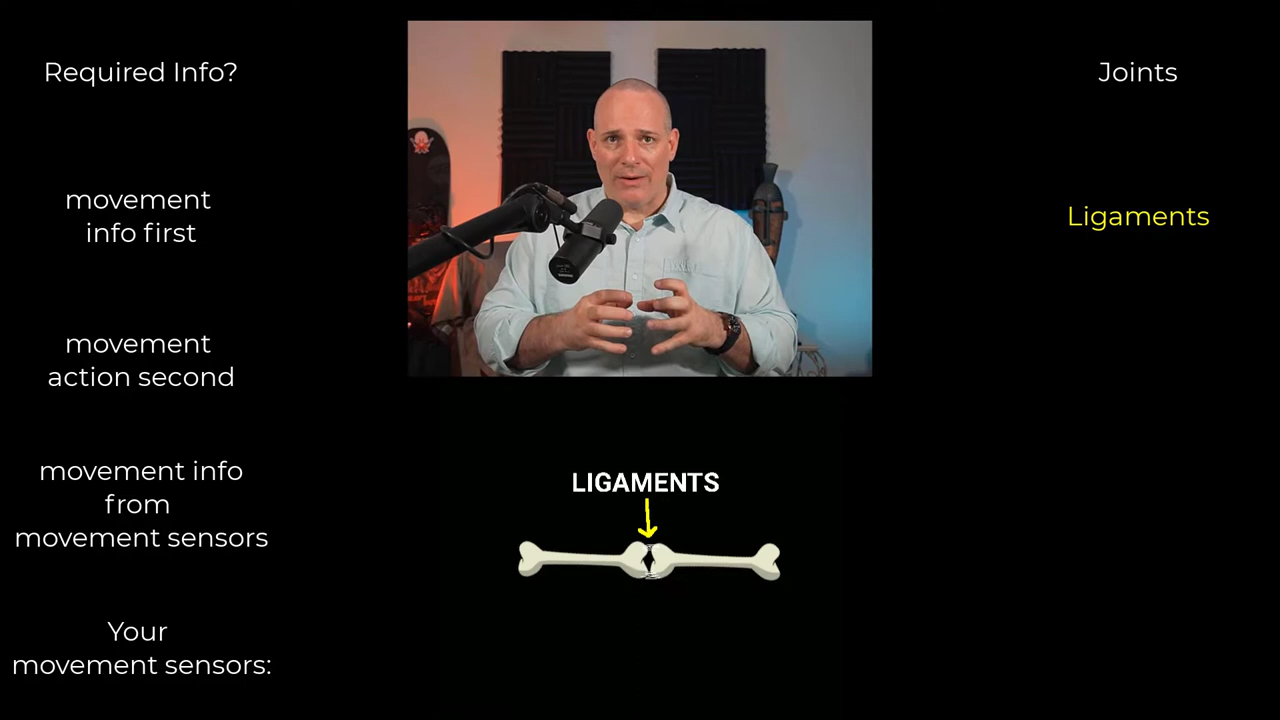 Required Info?
movement
info first
movement
action second
movement info
from
movement sensors
Your
movement sensors:
Joints
Ligaments
LIGAMENTS